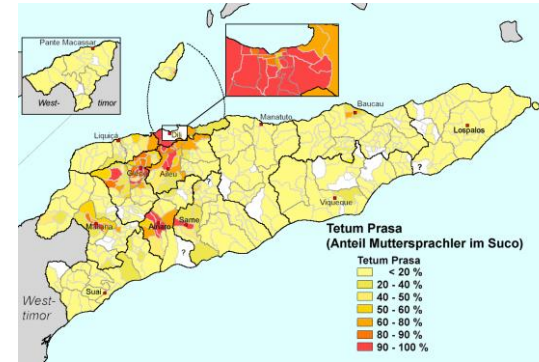 Pante Macassar
West-
timor
Baucau
Manatuto
Dili
Liquiçá
Lospalos
Gleno
Aileu
?
Viqueque
Maliana
Ainaro
Same
?
Suai
West-
timor
Tetum Prasa
(Anteil Muttersprachler im Suco)
Tetum Prasa
< 20 %
20 - 40 %
40 - 50 %
50 - 60 %
60 - 80 %
80 - 90 %
90 - 100 %